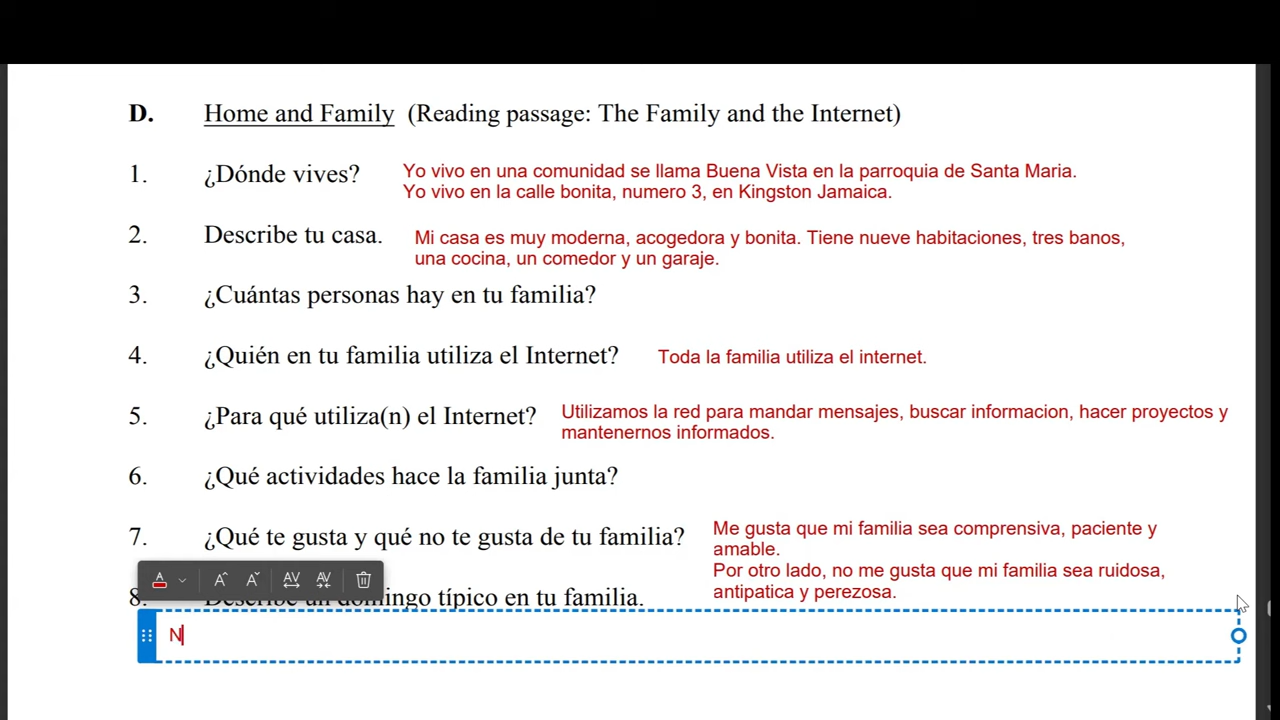 D. Home and Family (Reading passage: The Family and the Internet)
1. ¿Dónde vives? Yo vivo en una comunidad se llama Buena Vista en la parroquia de Santa Maria.
Yo vivo en la calle bonita, numero 3, en Kingston Jamaica.
2. Describe tu casa. Mi casa es muy moderna, acogedora y bonita. Tiene nueve habitaciones, tres banos,
una cocina, un comedor y un garaje.
3. ¿Cuántas personas hay en tu familia?
4. ¿Quién en tu familia utiliza el Internet? Toda la familia utiliza el internet.
5. ¿Para qué utiliza(n) el Internet? Utilizamos la red para mandar mensajes, buscar informacion, hacer proyectos y
mantenernos informados.
6. ¿Qué actividades hace la familia junta?
7. ¿Qué te gusta y qué no te gusta de tu familia? Me gusta que mi familia sea comprensiva, paciente y
amable.
Por otro lado, no me gusta que mi familia sea ruidosa,
antipatica y perezosa.
A A A AV AV
8. Describe un domingo típico en tu familia.
N